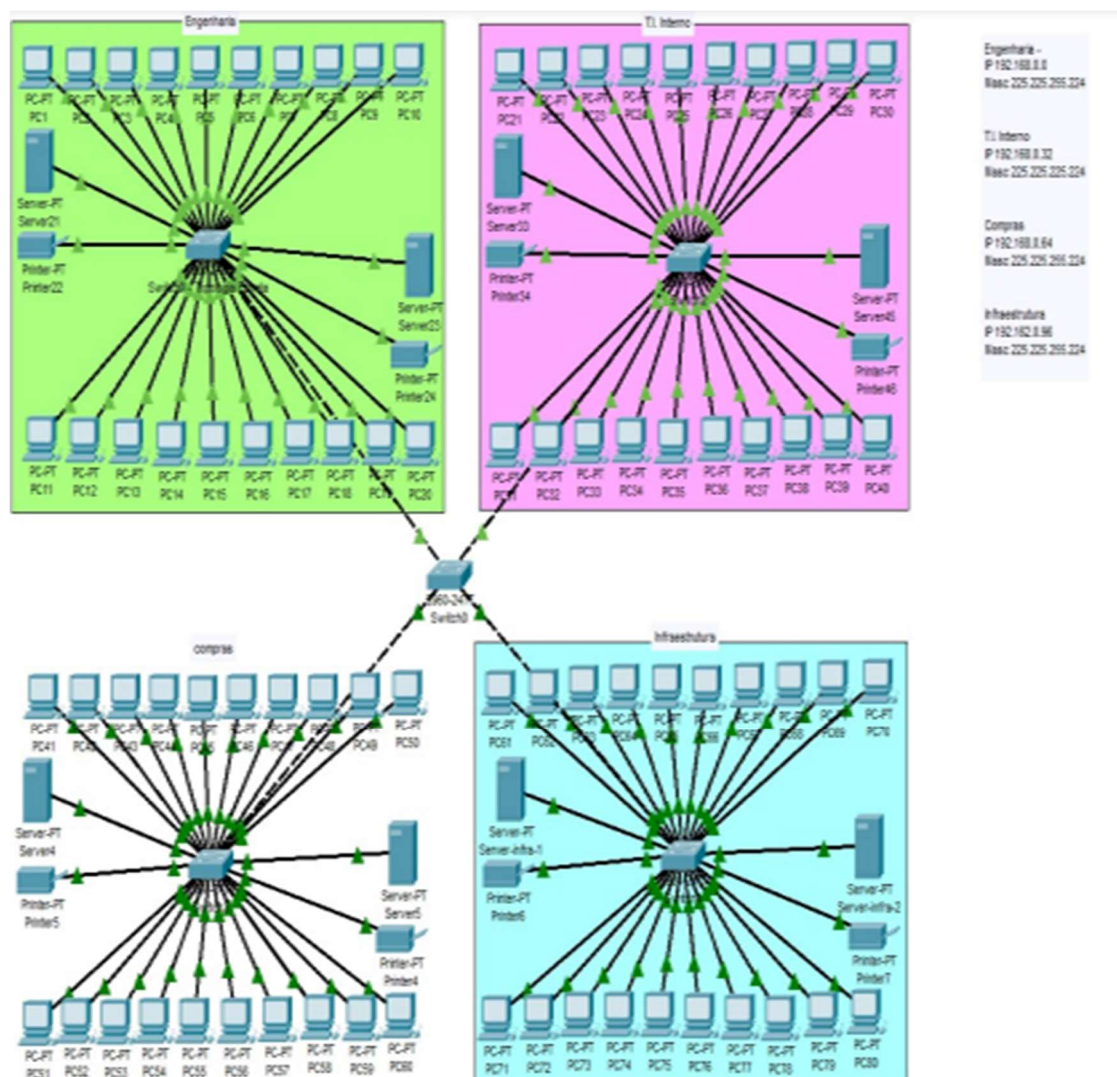 Engenharia
T.I. Interno
PC-PT
PC1
PC-PT
PC9
PC-PT
PC10
PC-PT
PC21
PC-PT
PC29
PC-PT
PC30
Engenharia -
IP 192.168.0.0
Masc 225.225.255.224
T.I. Interno
IP 192.168.0.32
Masc 225.225.225.224
Compras
IP 192.168.0.64
Masc 225.225.255.224
Infraestrutura
IP 192.162.0.96
Masc 225.225.255.224
Server-PT
Server21
Printer-PT
Printer22
Server-PT
Server23
Printer-PT
Printer24
Server-PT
Server33
Printer-PT
Printer34
Server-PT
Server45
Printer-PT
Printer46
PC-PT
PC11
PC-PT
PC12
PC-PT
PC13
PC-PT
PC14
PC-PT
PC15
PC-PT
PC16
PC-PT
PC17
PC-PT
PC18
PC-PT
PC20
PC-PT
PC32
PC-PT
PC33
PC-PT
PC34
PC-PT
PC35
PC-PT
PC36
PC-PT
PC37
PC-PT
PC38
PC-PT
PC39
PC-PT
PC40
Switch0
compras
Infraestrutura
PC-PT
PC41
PC-PT
PC49
PC-PT
PC50
PC-PT
PC61
PC-PT
PC69
PC-PT
PC70
Server-PT
Server4
Printer-PT
Printer5
Server-PT
Server5
Printer-PT
Printer4
Server-PT
Server-infra-1
Printer-PT
Printer6
Server-PT
Server-infra-2
Printer-PT
Printer7
PC-PT
PC51
PC-PT
PC52
PC-PT
PC53
PC-PT
PC54
PC-PT
PC55
PC-PT
PC56
PC-PT
PC57
PC-PT
PC58
PC-PT
PC59
PC-PT
PC60
PC-PT
PC71
PC-PT
PC72
PC-PT
PC73
PC-PT
PC74
PC-PT
PC75
PC-PT
PC76
PC-PT
PC77
PC-PT
PC78
PC-PT
PC79
PC-PT
PC80